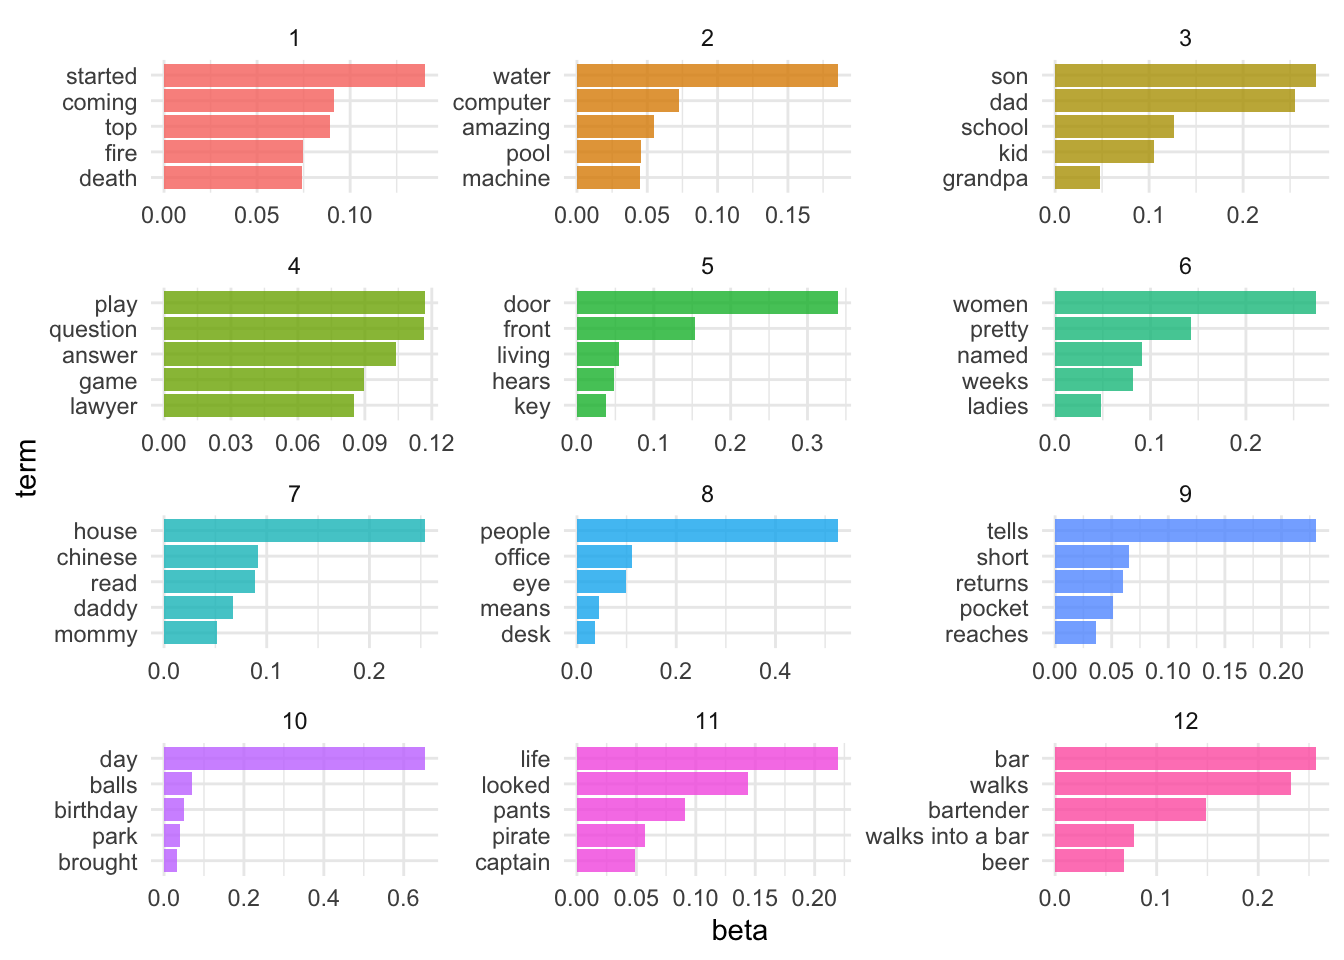 1
started
coming
top
fire
death
0.00 0.05 0.10
2
water
computer
amazing
pool
machine
0.00 0.05 0.10 0.15
3
son
dad
school
kid
grandpa
0.0 0.1 0.2
4
play
question
answer
game
lawyer
0.00 0.03 0.06 0.09 0.12
5
door
front
living
hears
key
0.0 0.1 0.2 0.3
6
women
pretty
named
weeks
ladies
0.0 0.1 0.2
7
house
chinese
read
daddy
mommy
0.0 0.1 0.2
8
people
office
eye
means
desk
0.0 0.2 0.4
9
tells
short
returns
pocket
reaches
0.00 0.05 0.10 0.15 0.20
10
day
balls
birthday
park
brought
0.0 0.2 0.4 0.6
11
life
looked
pants
pirate
captain
0.00 0.05 0.10 0.15 0.20
12
bar
walks
bartender
walks into a bar
beer
0.0 0.1 0.2
term
beta